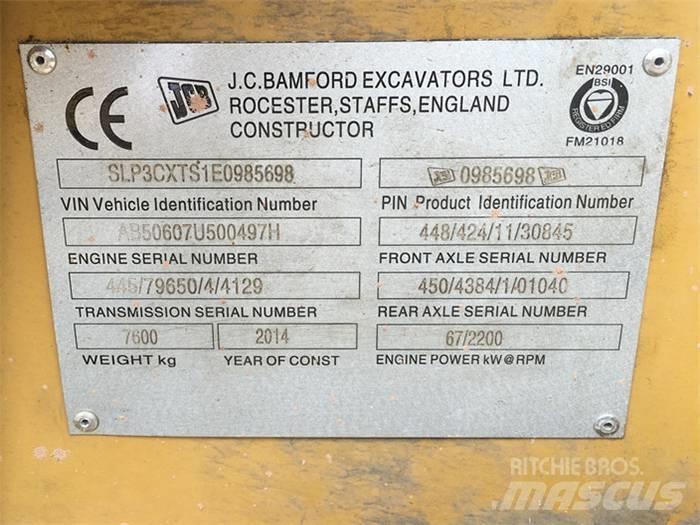 CE
JCB
J.C.BAMFORD EXCAVATORS LTD.
ROCESTER,STAFFS,ENGLAND
CONSTRUCTOR
EN29001
BSI
REGISTERED FIRM
FM21018
SLP3CXTS1E0985698
JCB 0985698 JCB
VIN Vehicle Identification Number
PIN Product Identification Number
AB50607U500497H
448/424/11/30845
ENGINE SERIAL NUMBER
FRONT AXLE SERIAL NUMBER
445/79650/4/4129
450/4384/1/01040
TRANSMISSION SERIAL NUMBER
REAR AXLE SERIAL NUMBER
7600
2014
67/2200
WEIGHT kg
YEAR OF CONST
ENGINE POWER kW@RPM
RITCHIE BROS.
MASCUS